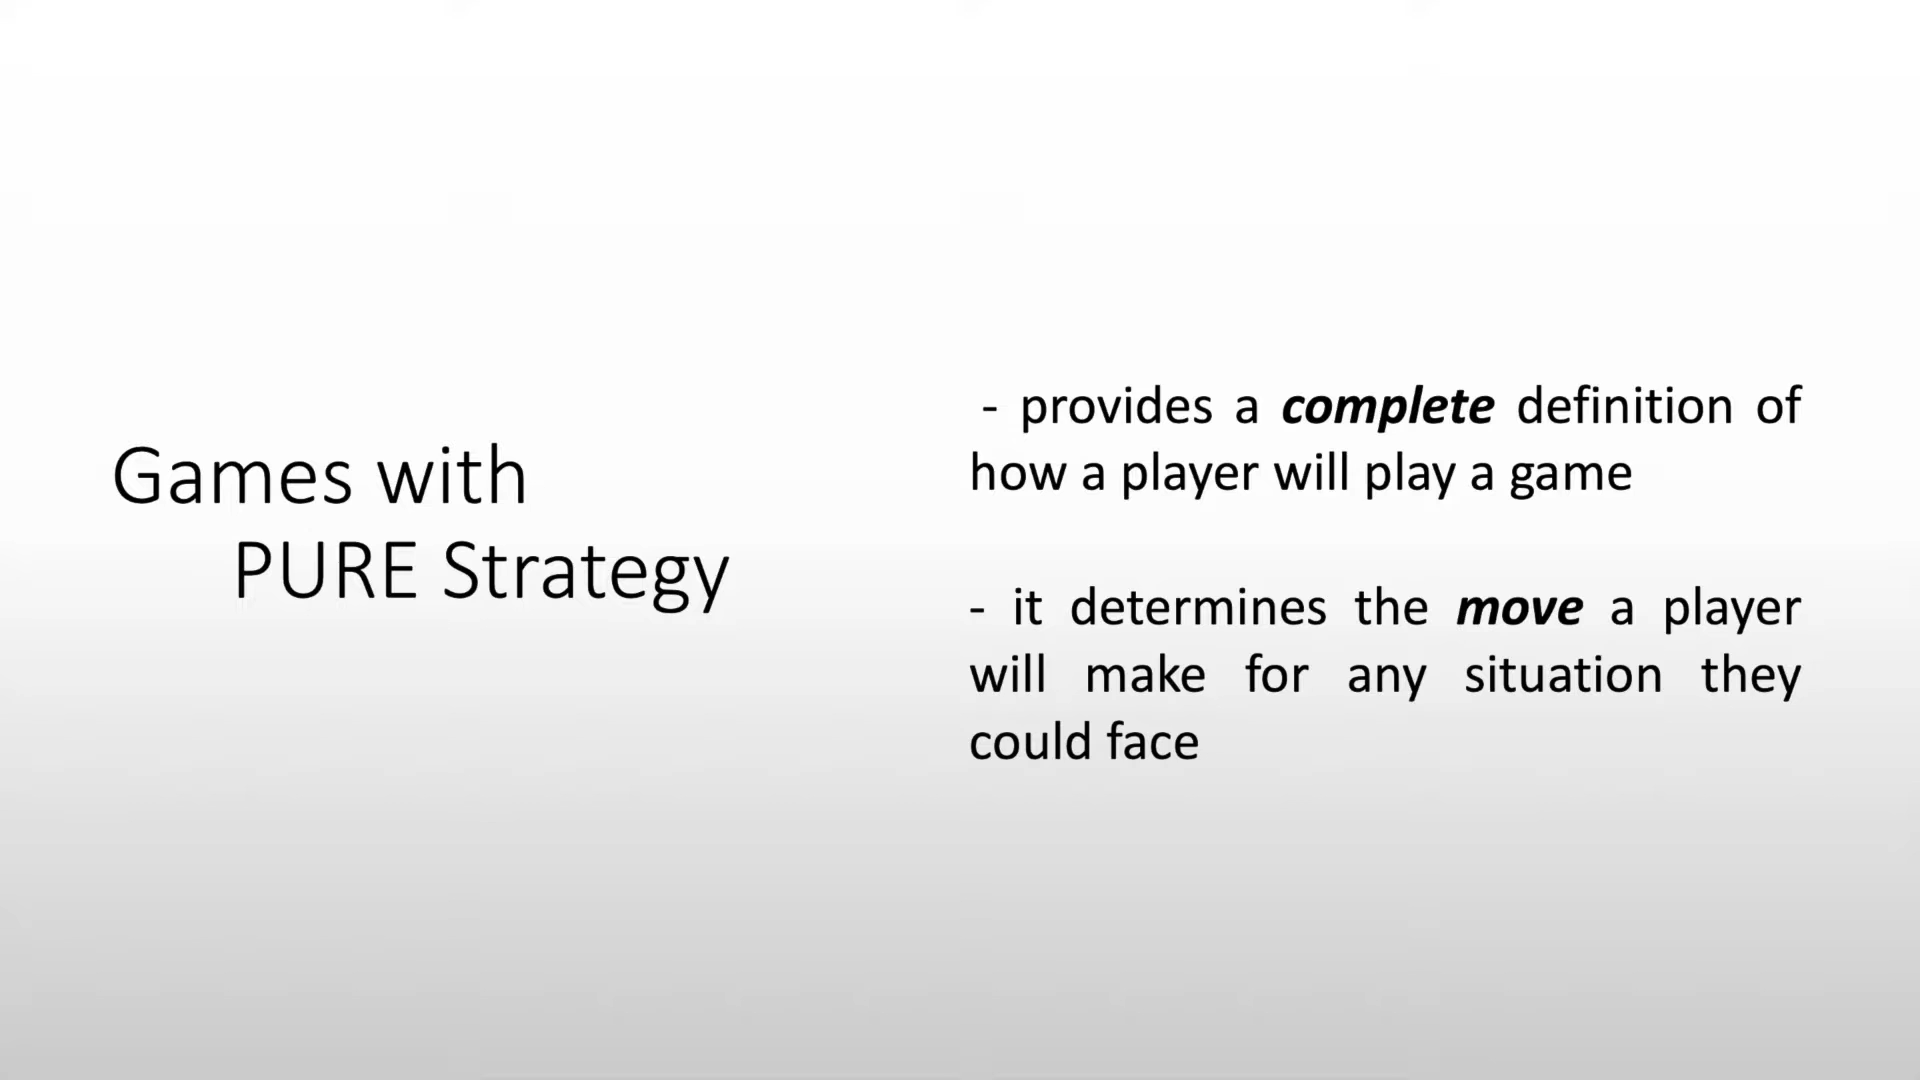 Games with
PURE Strategy
- provides a complete definition of
how a player will play a game
- it determines the move a player
will make for any situation they
could face